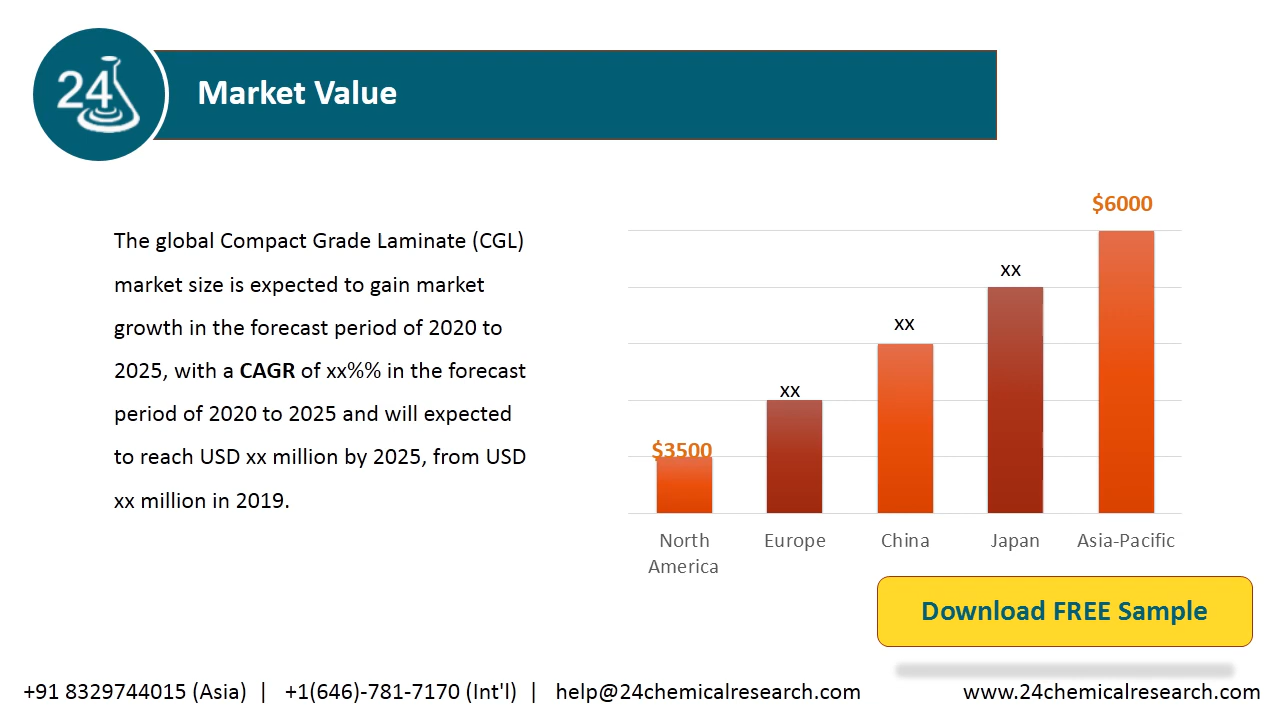 24
Market Value
The global Compact Grade Laminate (CGL)
market size is expected to gain market
growth in the forecast period of 2020 to
2025, with a CAGR of xx%% in the forecast
period of 2020 to 2025 and will expected
to reach USD xx million by 2025, from USD
xx million in 2019.
$3500
xx
xx
xx
$6000
North
America
Europe
China
Japan
Asia-Pacific
Download FREE Sample
+91 8329744015 (Asia) | +1(646)-781-7170 (Int'l) | help@24chemicalresearch.com
www.24chemicalresearch.com